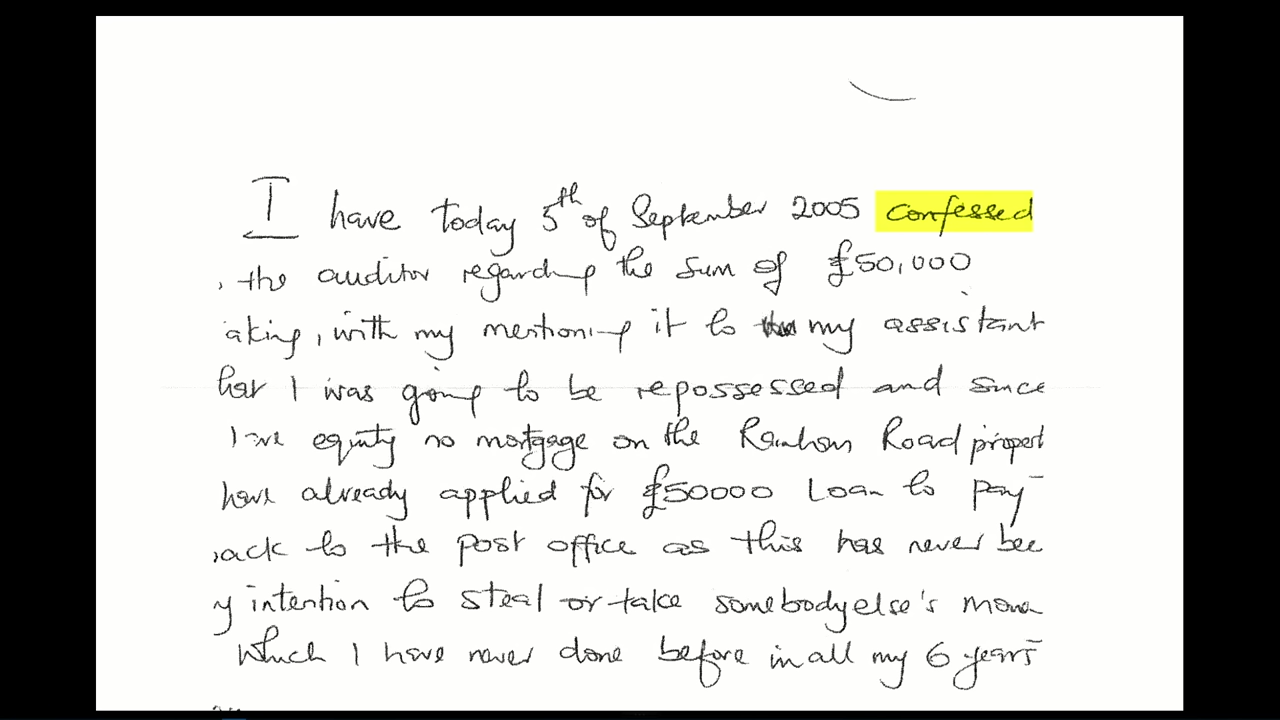 I have today 5th of September 2005 confessed
, the auditor regarding the sum of £50,000
aking, with my mentioning it to my assistant
hat I was going to be repossessed and since
I have equity no mortgage on the Road propert
have already applied for £50000 Loan to pay
ack to the post office as this has never bee
y intention to steal or take somebody else's mone
which I have never done before in all my 6 years